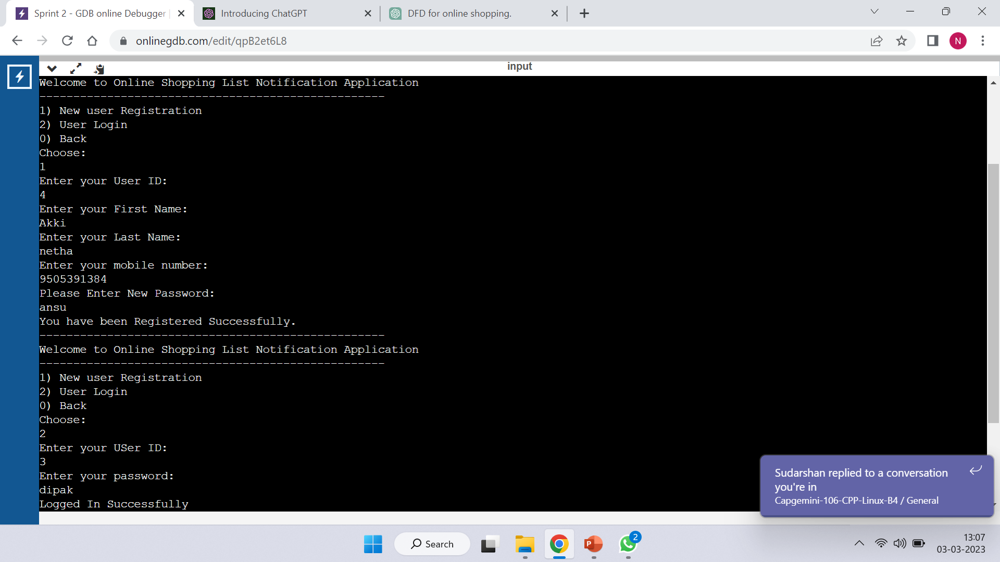 Sprint 2 - GDB online Debugger
Introducing ChatGPT
DFD for online shopping.
onlinegdb.com/edit/qpB2et6L8
N
input
Welcome to Online Shopping List Notification Application
---------------------------------------------------
1) New user Registration
2) User Login
0) Back
Choose:
1
Enter your User ID:
4
Enter your First Name:
Akki
Enter your Last Name:
netha
Enter your mobile number:
9505391384
Please Enter New Password:
ansu
You have been Registered Successfully.
---------------------------------------------------
Welcome to Online Shopping List Notification Application
---------------------------------------------------
1) New user Registration
2) User Login
0) Back
Choose:
2
Enter your USer ID:
3
Enter your password:
dipak
Logged In Successfully
Sudarshan replied to a conversation
you're in
Capgemini-106-CPP-Linux-B4 / General
Search
P
2
13:07
03-03-2023